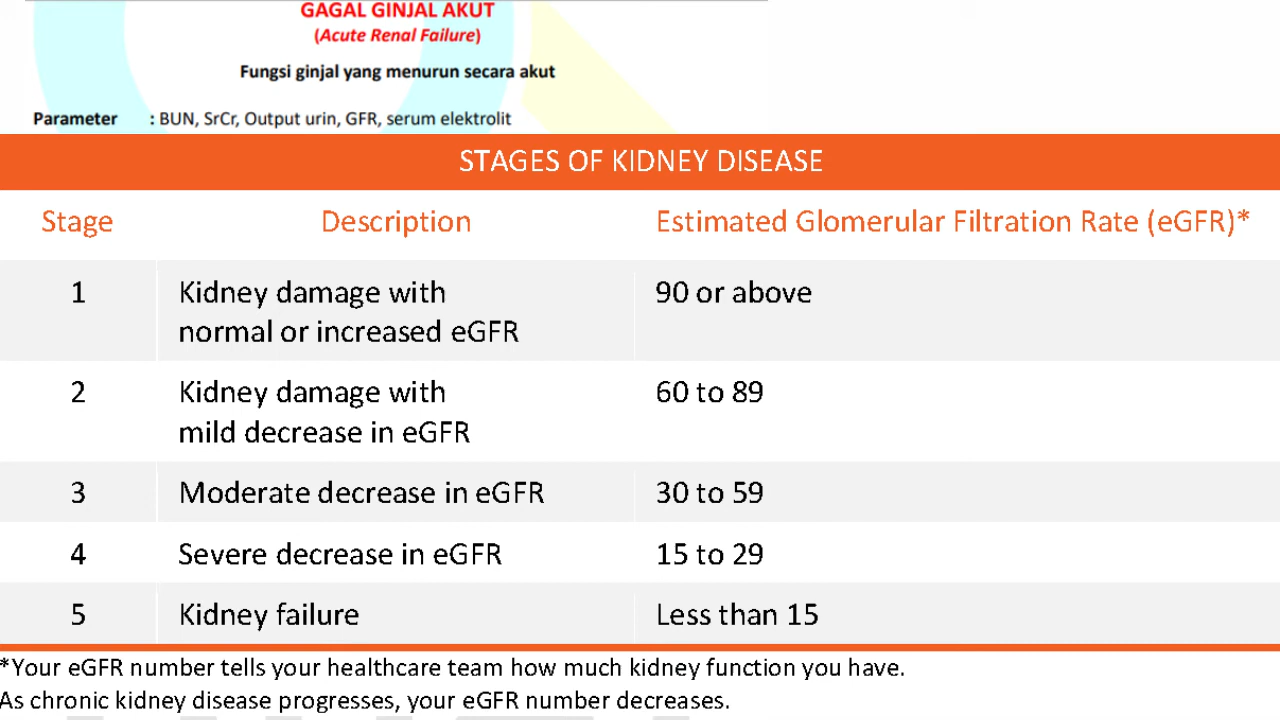 GAGAL GINJAL AKUT
(Acute Renal Failure)
Fungsi ginjal yang menurun secara akut
Parameter : BUN, SrCr, Output urin, GFR, serum elektrolit
STAGES OF KIDNEY DISEASE
Stage Description Estimated Glomerular Filtration Rate (eGFR)*
1 Kidney damage with 90 or above
normal or increased eGFR
2 Kidney damage with 60 to 89
mild decrease in eGFR
3 Moderate decrease in eGFR 30 to 59
4 Severe decrease in eGFR 15 to 29
5 Kidney failure Less than 15
*Your eGFR number tells your healthcare team how much kidney function you have.
As chronic kidney disease progresses, your eGFR number decreases.